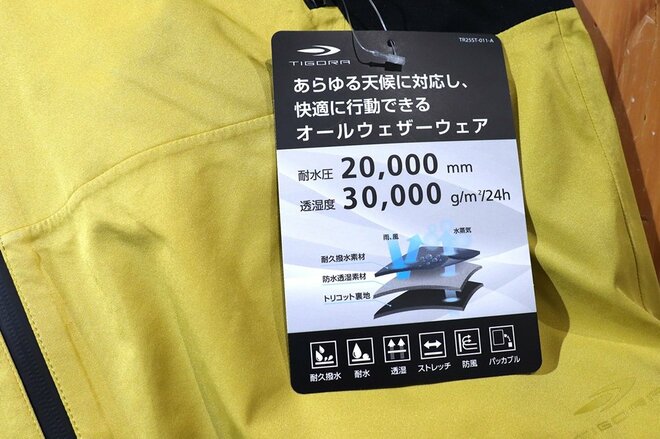 TR25ST-011-A
TIGORA
あらゆる天候に対応し、
快適に行動できる
オールウェザーウェア
耐水圧 20,000 mm
透湿度 30,000 g/m²/24h
雨、風 水蒸気
耐久撥水素材
防水透湿素材
トリコット裏地
耐久撥水 耐水 透湿 ストレッチ 防風 パッカブル
TIGORA